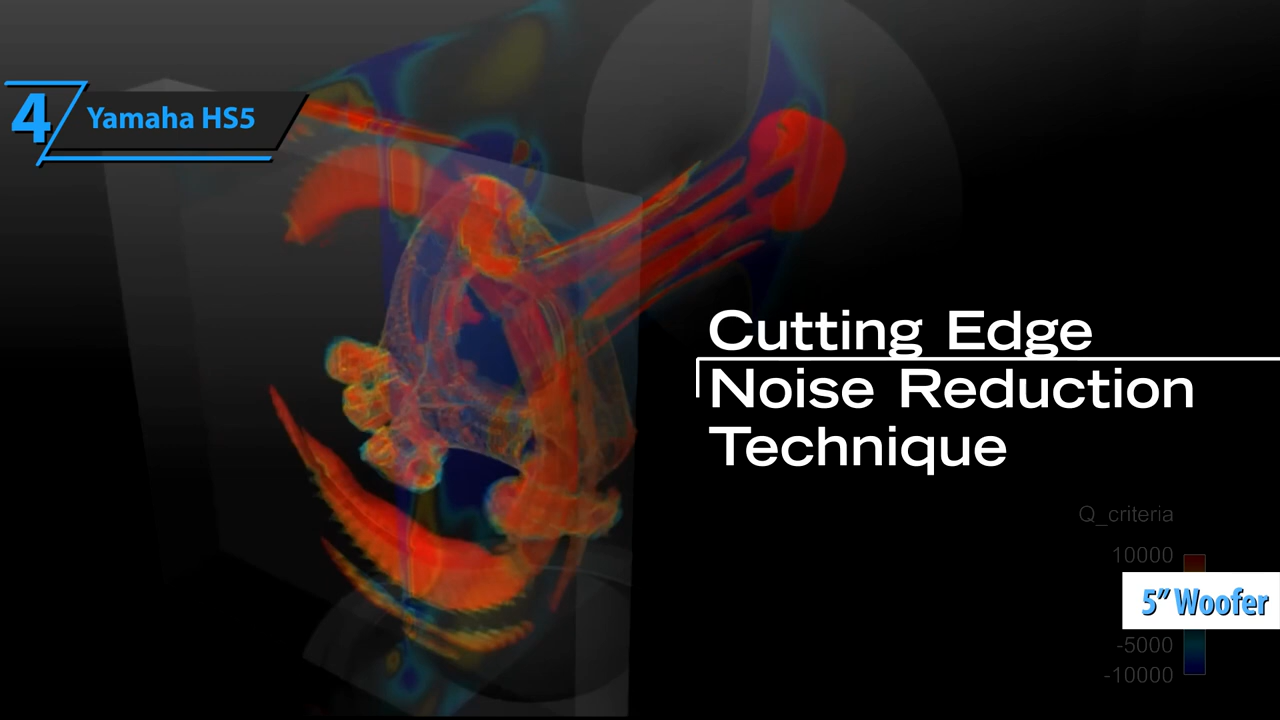 4
Yamaha HS5
Cutting Edge
Noise Reduction
Technique
Q_criteria
10000
5” Woofer
-5000
-10000